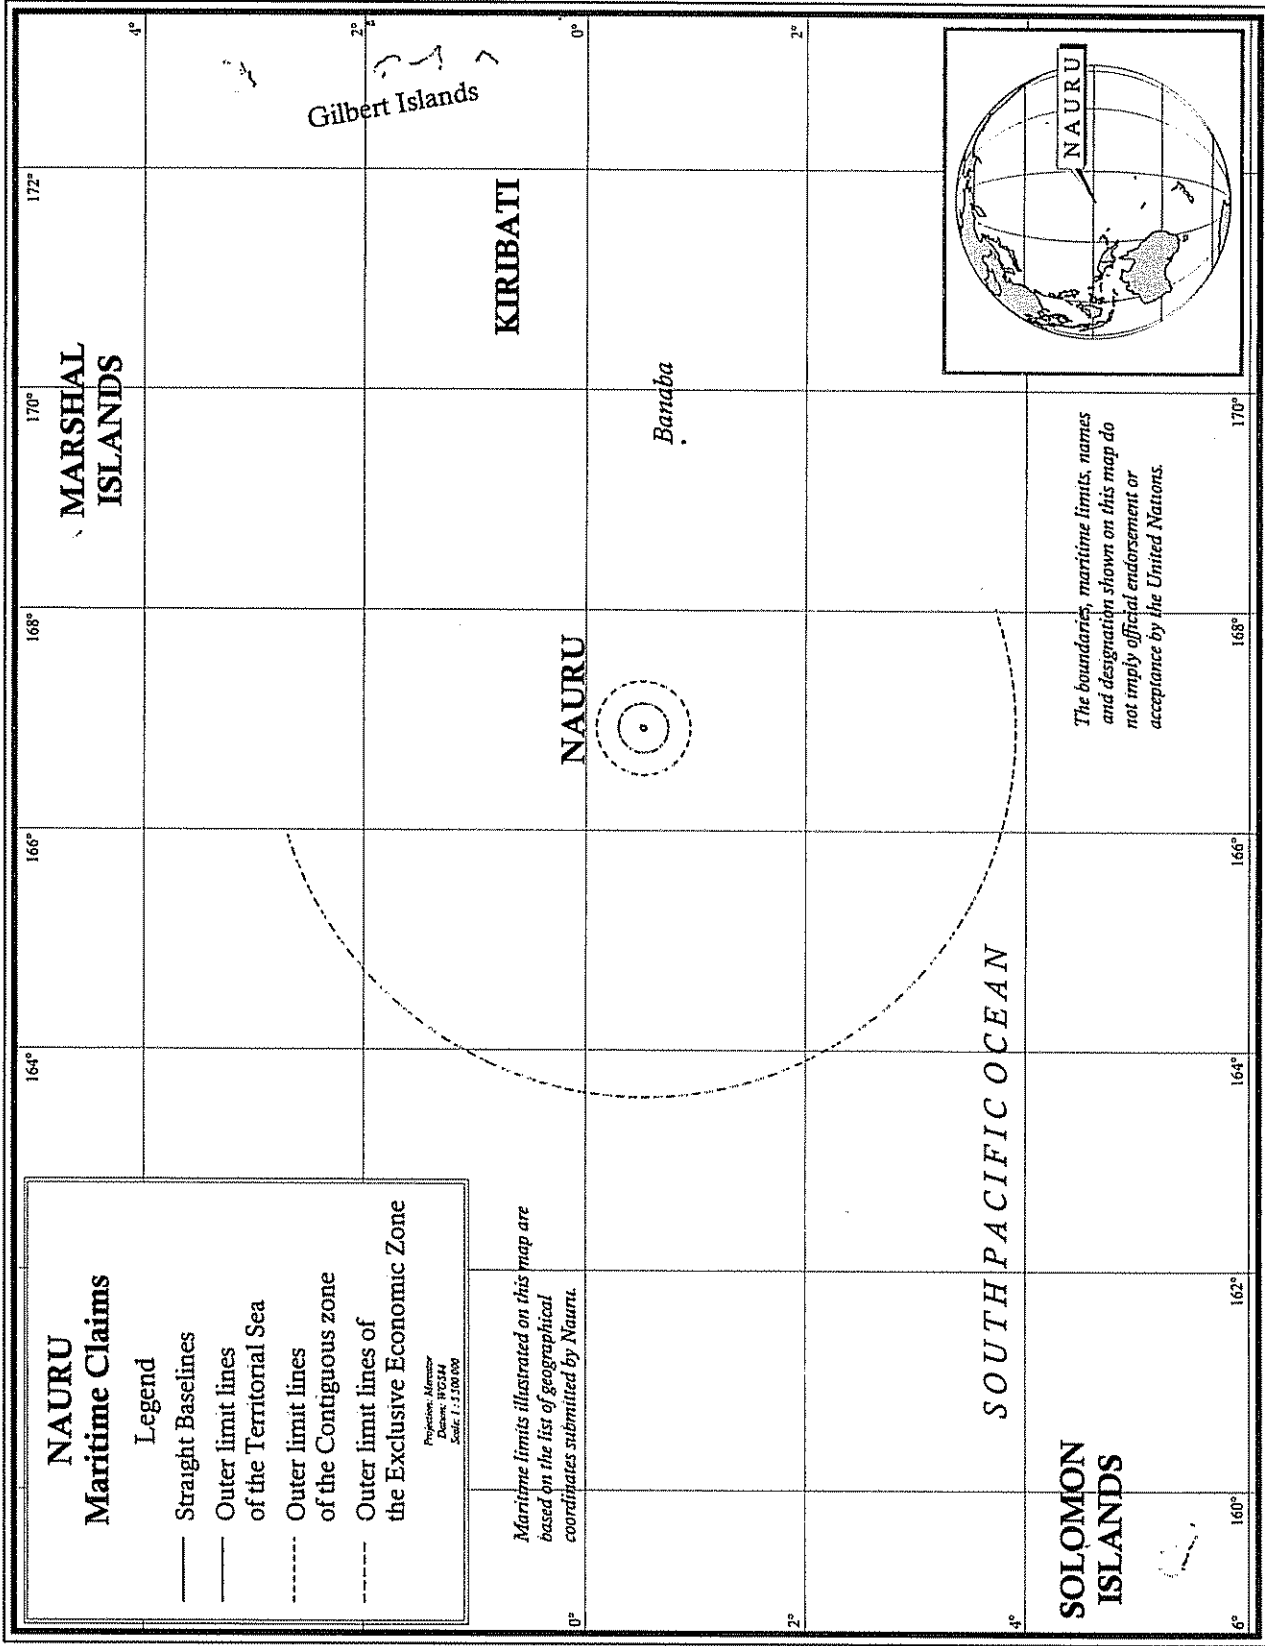 NAURU
Maritime Claims
Legend
Straight Baselines
Outer limit lines
of the Territorial Sea
Outer limit lines
of the Contiguous zone
Outer limit lines of
the Exclusive Economic Zone
Projection: Mercator
Datum: WGS84
Scale: 1 : 5 500 000
Maritime limits illustrated on this map are
based on the list of geographical
coordinates submitted by Nauru.
164°
166°
168°
170°
172°
MARSHAL
ISLANDS
4°
2°
0°
2°
Gilbert Islands
KIRIBATI
Banaba
NAURU
0°
2°
4°
6°
SOUTH PACIFIC OCEAN
SOLOMON
ISLANDS
The boundaries, maritime limits, names
and designation shown on this map do
not imply official endorsement or
acceptance by the United Nations.
NAURU
160°
162°
164°
166°
168°
170°